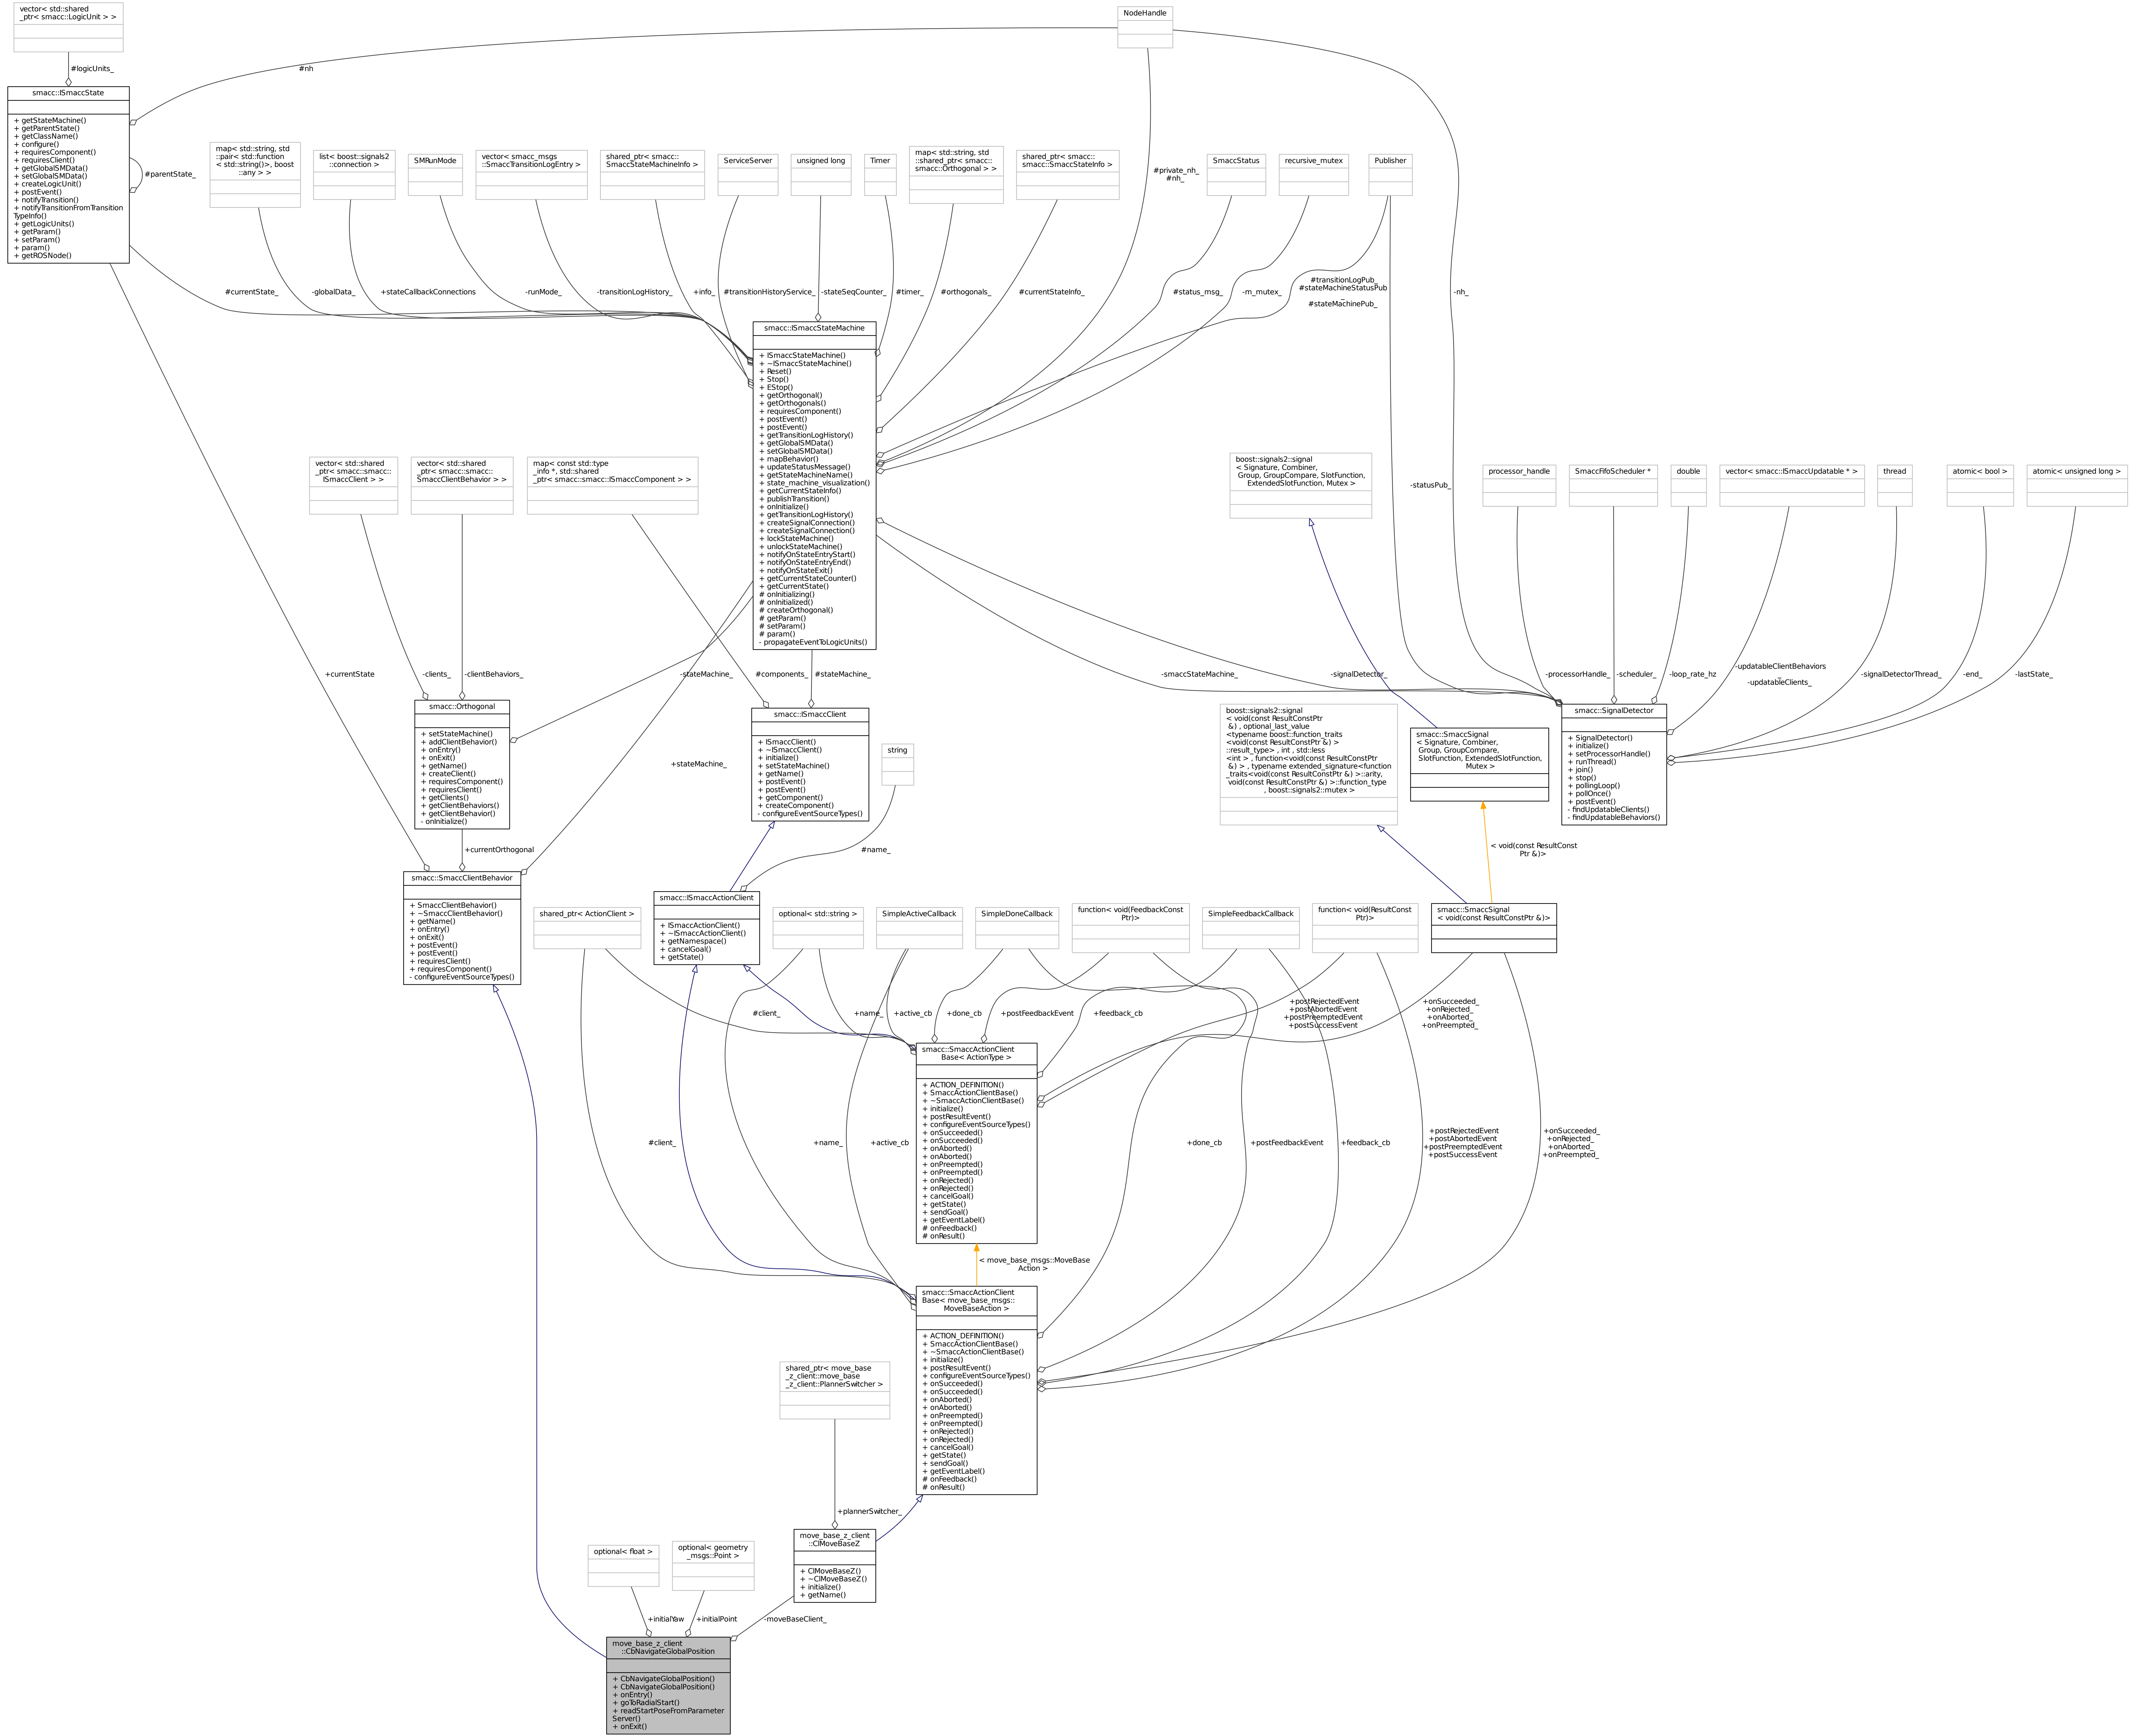 vector< std::shared
_ptr< smacc::LogicUnit > >
NodeHandle
#logicUnits_
#nh
smacc::ISmaccState
+ getStateMachine()
+ getParentState()
+ getClassName()
+ configure()
+ requiresComponent()
+ requiresClient()
+ getGlobalSMData()
+ setGlobalSMData()
+ createLogicUnit()
+ postEvent()
+ notifyTransition()
+ notifyTransitionFromTransition
TypeInfo()
+ getLogicUnits()
+ getParam()
+ setParam()
+ param()
+ getROSNode()
#parentState_
map< std::string, std
::pair< std::function
< std::string()>, boost
::any > >
list< boost::signals2
::connection >
SMRunMode
vector< smacc_msgs
::SmaccTransitionLogEntry >
shared_ptr< smacc::
SmaccStateMachineInfo >
ServiceServer
unsigned long
Timer
map< std::string, std
::shared_ptr< smacc::
smacc::Orthogonal > >
shared_ptr< smacc::
smacc::SmaccStateInfo >
#private_nh_
#nh_
SmaccStatus
recursive_mutex
Publisher
#currentState_
-globalData_
+stateCallbackConnections
-runMode_
-transitionLogHistory_
+info_
#transitionHistoryService_
-stateSeqCounter_
#timer_
#orthogonals_
#currentStateInfo_
#status_msg_
-m_mutex_
#transitionLogPub_
#stateMachineStatusPub
_
#stateMachinePub_
-nh_
smacc::ISmaccStateMachine
+ ISmaccStateMachine()
+ ~ISmaccStateMachine()
+ Reset()
+ Stop()
+ EStop()
+ getOrthogonal()
+ getOrthogonals()
+ requiresComponent()
+ postEvent()
+ postEvent()
+ getTransitionLogHistory()
+ getGlobalSMData()
+ setGlobalSMData()
+ mapBehavior()
+ updateStatusMessage()
+ getStateMachineName()
+ state_machine_visualization()
+ getCurrentStateInfo()
+ publishTransition()
+ onInitialize()
+ getTransitionLogHistory()
+ createSignalConnection()
+ createSignalConnection()
+ lockStateMachine()
+ unlockStateMachine()
+ notifyOnStateEntryStart()
+ notifyOnStateEntryEnd()
+ notifyOnStateExit()
+ getCurrentStateCounter()
+ getCurrentState()
# onInitializing()
# onInitialized()
# createOrthogonal()
# getParam()
# setParam()
# param()
- propagateEventToLogicUnits()
vector< std::shared
_ptr< smacc::smacc::
ISmaccClient > >
vector< std::shared
_ptr< smacc::smacc::
SmaccClientBehavior > >
map< const std::type
_info *, std::shared
_ptr< smacc::smacc::ISmaccComponent > >
boost::signals2::signal
< Signature, Combiner,
Group, GroupCompare, SlotFunction,
ExtendedSlotFunction, Mutex >
-statusPub_
processor_handle
SmaccFifoScheduler *
double
vector< smacc::ISmaccUpdatable * >
thread
atomic< bool >
atomic< unsigned long >
+currentState
-clients_
-clientBehaviors_
-stateMachine_
#components_
#stateMachine_
-smaccStateMachine_
-signalDetector_
-processorHandle_
-scheduler_
-loop_rate_hz
-updatableClientBehaviors
_
-updatableClients_
-signalDetectorThread_
-end_
-lastState_
smacc::Orthogonal
+ setStateMachine()
+ addClientBehavior()
+ onEntry()
+ onExit()
+ getName()
+ createClient()
+ requiresComponent()
+ requiresClient()
+ getClients()
+ getClientBehaviors()
+ getClientBehavior()
- onInitialize()
+stateMachine_
smacc::ISmaccClient
+ ISmaccClient()
+ ~ISmaccClient()
+ initialize()
+ setStateMachine()
+ getName()
+ postEvent()
+ postEvent()
+ getComponent()
+ createComponent()
- configureEventSourceTypes()
string
boost::signals2::signal
< void(const ResultConstPtr
&) , optional_last_value
<typename boost::function_traits
<void(const ResultConstPtr &) >
::result_type> , int , std::less
<int > , function<void(const ResultConstPtr
&) > , typename extended_signature<function
_traits<void(const ResultConstPtr &) >::arity,
void(const ResultConstPtr &) >::function_type
, boost::signals2::mutex >
smacc::SmaccSignal
< Signature, Combiner,
Group, GroupCompare,
SlotFunction, ExtendedSlotFunction,
Mutex >
smacc::SignalDetector
+ SignalDetector()
+ initialize()
+ setProcessorHandle()
+ runThread()
+ join()
+ stop()
+ pollingLoop()
+ pollOnce()
+ postEvent()
- findUpdatableClients()
- findUpdatableBehaviors()
+currentOrthogonal
#name_
< void(const ResultConst
Ptr &)>
smacc::SmaccClientBehavior
+ SmaccClientBehavior()
+ ~SmaccClientBehavior()
+ getName()
+ onEntry()
+ onExit()
+ postEvent()
+ postEvent()
+ requiresClient()
+ requiresComponent()
- configureEventSourceTypes()
shared_ptr< ActionClient >
smacc::ISmaccActionClient
+ ISmaccActionClient()
+ ~ISmaccActionClient()
+ getNamespace()
+ cancelGoal()
+ getState()
optional< std::string >
SimpleActiveCallback
SimpleDoneCallback
function< void(FeedbackConst
Ptr)>
SimpleFeedbackCallback
function< void(ResultConst
Ptr)>
smacc::SmaccSignal
< void(const ResultConstPtr &)>
#client_
+name_
+active_cb
+done_cb
+postFeedbackEvent
+feedback_cb
+postRejectedEvent
+postAbortedEvent
+postPreemptedEvent
+postSuccessEvent
+onSucceeded_
+onRejected_
+onAborted_
+onPreempted_
smacc::SmaccActionClient
Base< ActionType >
+ ACTION_DEFINITION()
+ SmaccActionClientBase()
+ ~SmaccActionClientBase()
+ initialize()
+ postResultEvent()
+ configureEventSourceTypes()
+ onSucceeded()
+ onSucceeded()
+ onAborted()
+ onAborted()
+ onPreempted()
+ onPreempted()
+ onRejected()
+ onRejected()
+ cancelGoal()
+ getState()
+ sendGoal()
+ getEventLabel()
# onFeedback()
# onResult()
#client_
+name_
+active_cb
+done_cb
+postFeedbackEvent
+feedback_cb
+postRejectedEvent
+postAbortedEvent
+postPreemptedEvent
+postSuccessEvent
+onSucceeded_
+onRejected_
+onAborted_
+onPreempted_
< move_base_msgs::MoveBase
Action >
smacc::SmaccActionClient
Base< move_base_msgs::
MoveBaseAction >
+ ACTION_DEFINITION()
+ SmaccActionClientBase()
+ ~SmaccActionClientBase()
+ initialize()
+ postResultEvent()
+ configureEventSourceTypes()
+ onSucceeded()
+ onSucceeded()
+ onAborted()
+ onAborted()
+ onPreempted()
+ onPreempted()
+ onRejected()
+ onRejected()
+ cancelGoal()
+ getState()
+ sendGoal()
+ getEventLabel()
# onFeedback()
# onResult()
shared_ptr< move_base
_z_client::move_base
_z_client::PlannerSwitcher >
+plannerSwitcher_
move_base_z_client
::ClMoveBaseZ
+ ClMoveBaseZ()
+ ~ClMoveBaseZ()
+ initialize()
+ getName()
optional< float >
optional< geometry
_msgs::Point >
+initialYaw
+initialPoint
-moveBaseClient_
move_base_z_client
::CbNavigateGlobalPosition
+ CbNavigateGlobalPosition()
+ CbNavigateGlobalPosition()
+ onEntry()
+ goToRadialStart()
+ readStartPoseFromParameter
Server()
+ onExit()